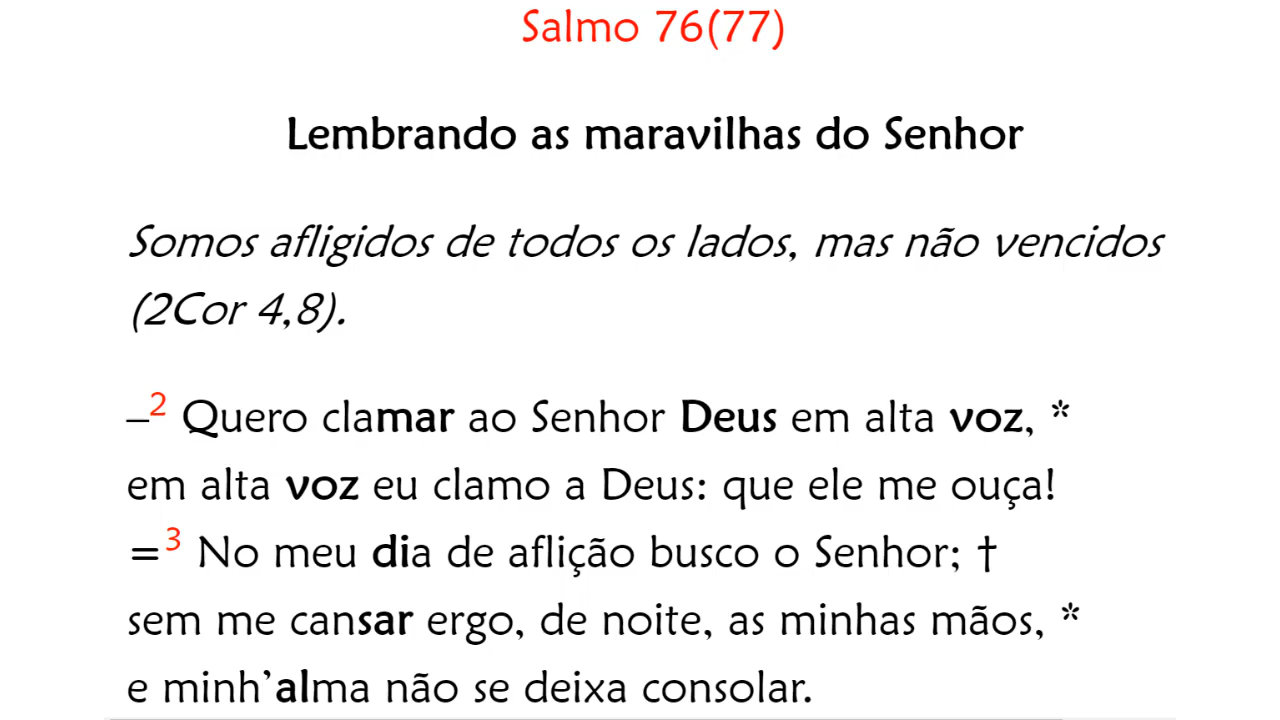 Salmo 76(77)
Lembrando as maravilhas do Senhor
Somos afligidos de todos os lados, mas não vencidos
(2Cor 4,8).
–2 Quero clamar ao Senhor Deus em alta voz, *
em alta voz eu clamo a Deus: que ele me ouça!
=3 No meu dia de aflição busco o Senhor; †
sem me cansar ergo, de noite, as minhas mãos, *
e minh’alma não se deixa consolar.